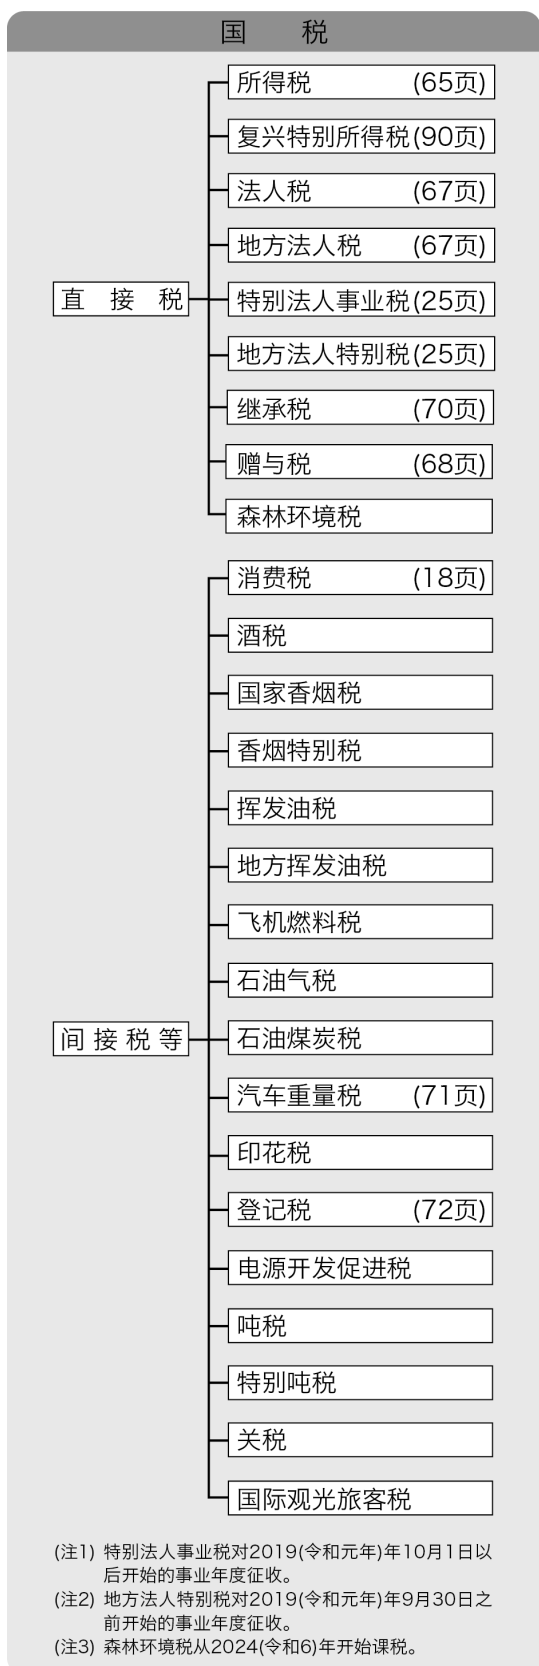 国 税
所得税 (65页)
复兴特别所得税(90页)
法人税 (67页)
地方法人税 (67页)
直 接 税
特别法人事业税(25页)
地方法人特别税(25页)
继承税 (70页)
赠与税 (68页)
森林环境税
消费税 (18页)
酒税
国家香烟税
香烟特别税
挥发油税
地方挥发油税
飞机燃料税
石油气税
间接税等
石油煤炭税
汽车重量税 (71页)
印花税
登记税 (72页)
电源开发促进税
吨税
特别吨税
关税
国际观光旅客税
(注1) 特别法人事业税对2019(令和元年)年10月1日以
后开始的事业年度征收。
(注2) 地方法人特别税对2019(令和元年)年9月30日之
前开始的事业年度征收。
(注3) 森林环境税从2024(令和6)年开始课税。